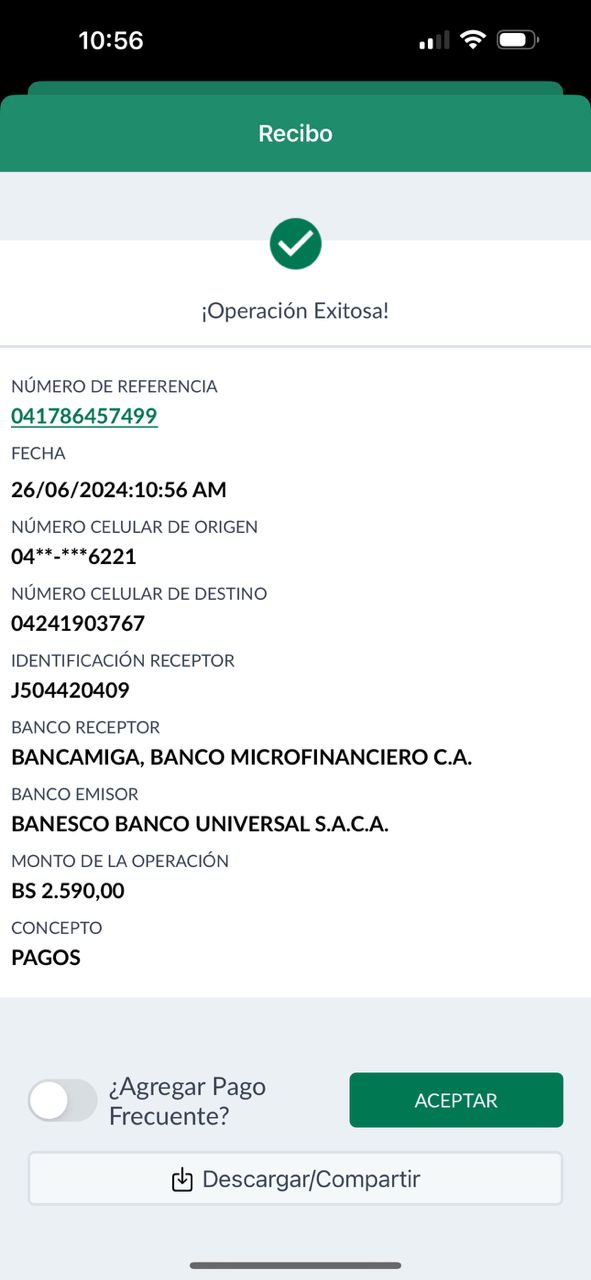 10:56
Recibo
¡Operación Exitosa!
NÚMERO DE REFERENCIA
041786457499
FECHA
26/06/2024:10:56 AM
NÚMERO CELULAR DE ORIGEN
04**-***6221
NÚMERO CELULAR DE DESTINO
04241903767
IDENTIFICACIÓN RECEPTOR
J504420409
BANCO RECEPTOR
BANCAMIGA, BANCO MICROFINANCIERO C.A.
BANCO EMISOR
BANESCO BANCO UNIVERSAL S.A.C.A.
MONTO DE LA OPERACIÓN
BS 2.590,00
CONCEPTO
PAGOS
¿Agregar Pago
Frecuente?
ACEPTAR
Descargar/Compartir